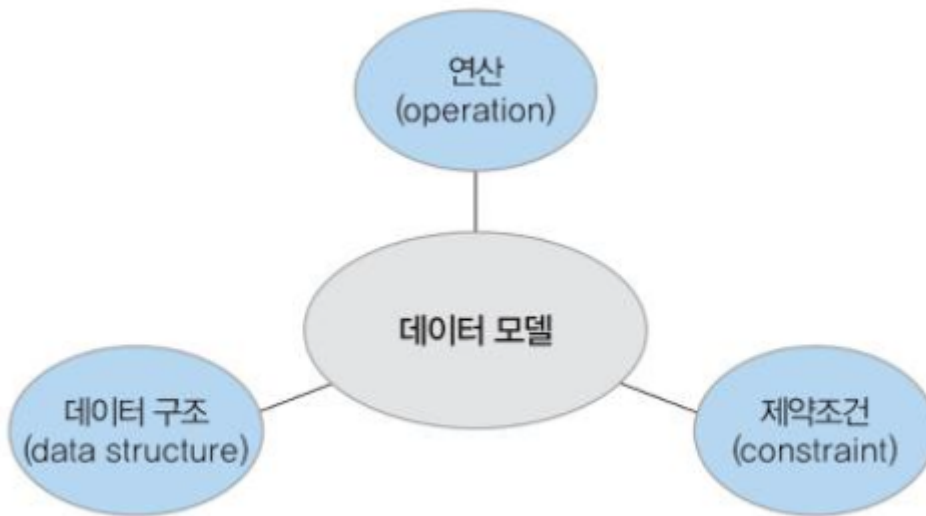 연산
(operation)
데이터 모델
데이터 구조
(data structure)
제약조건
(constraint)